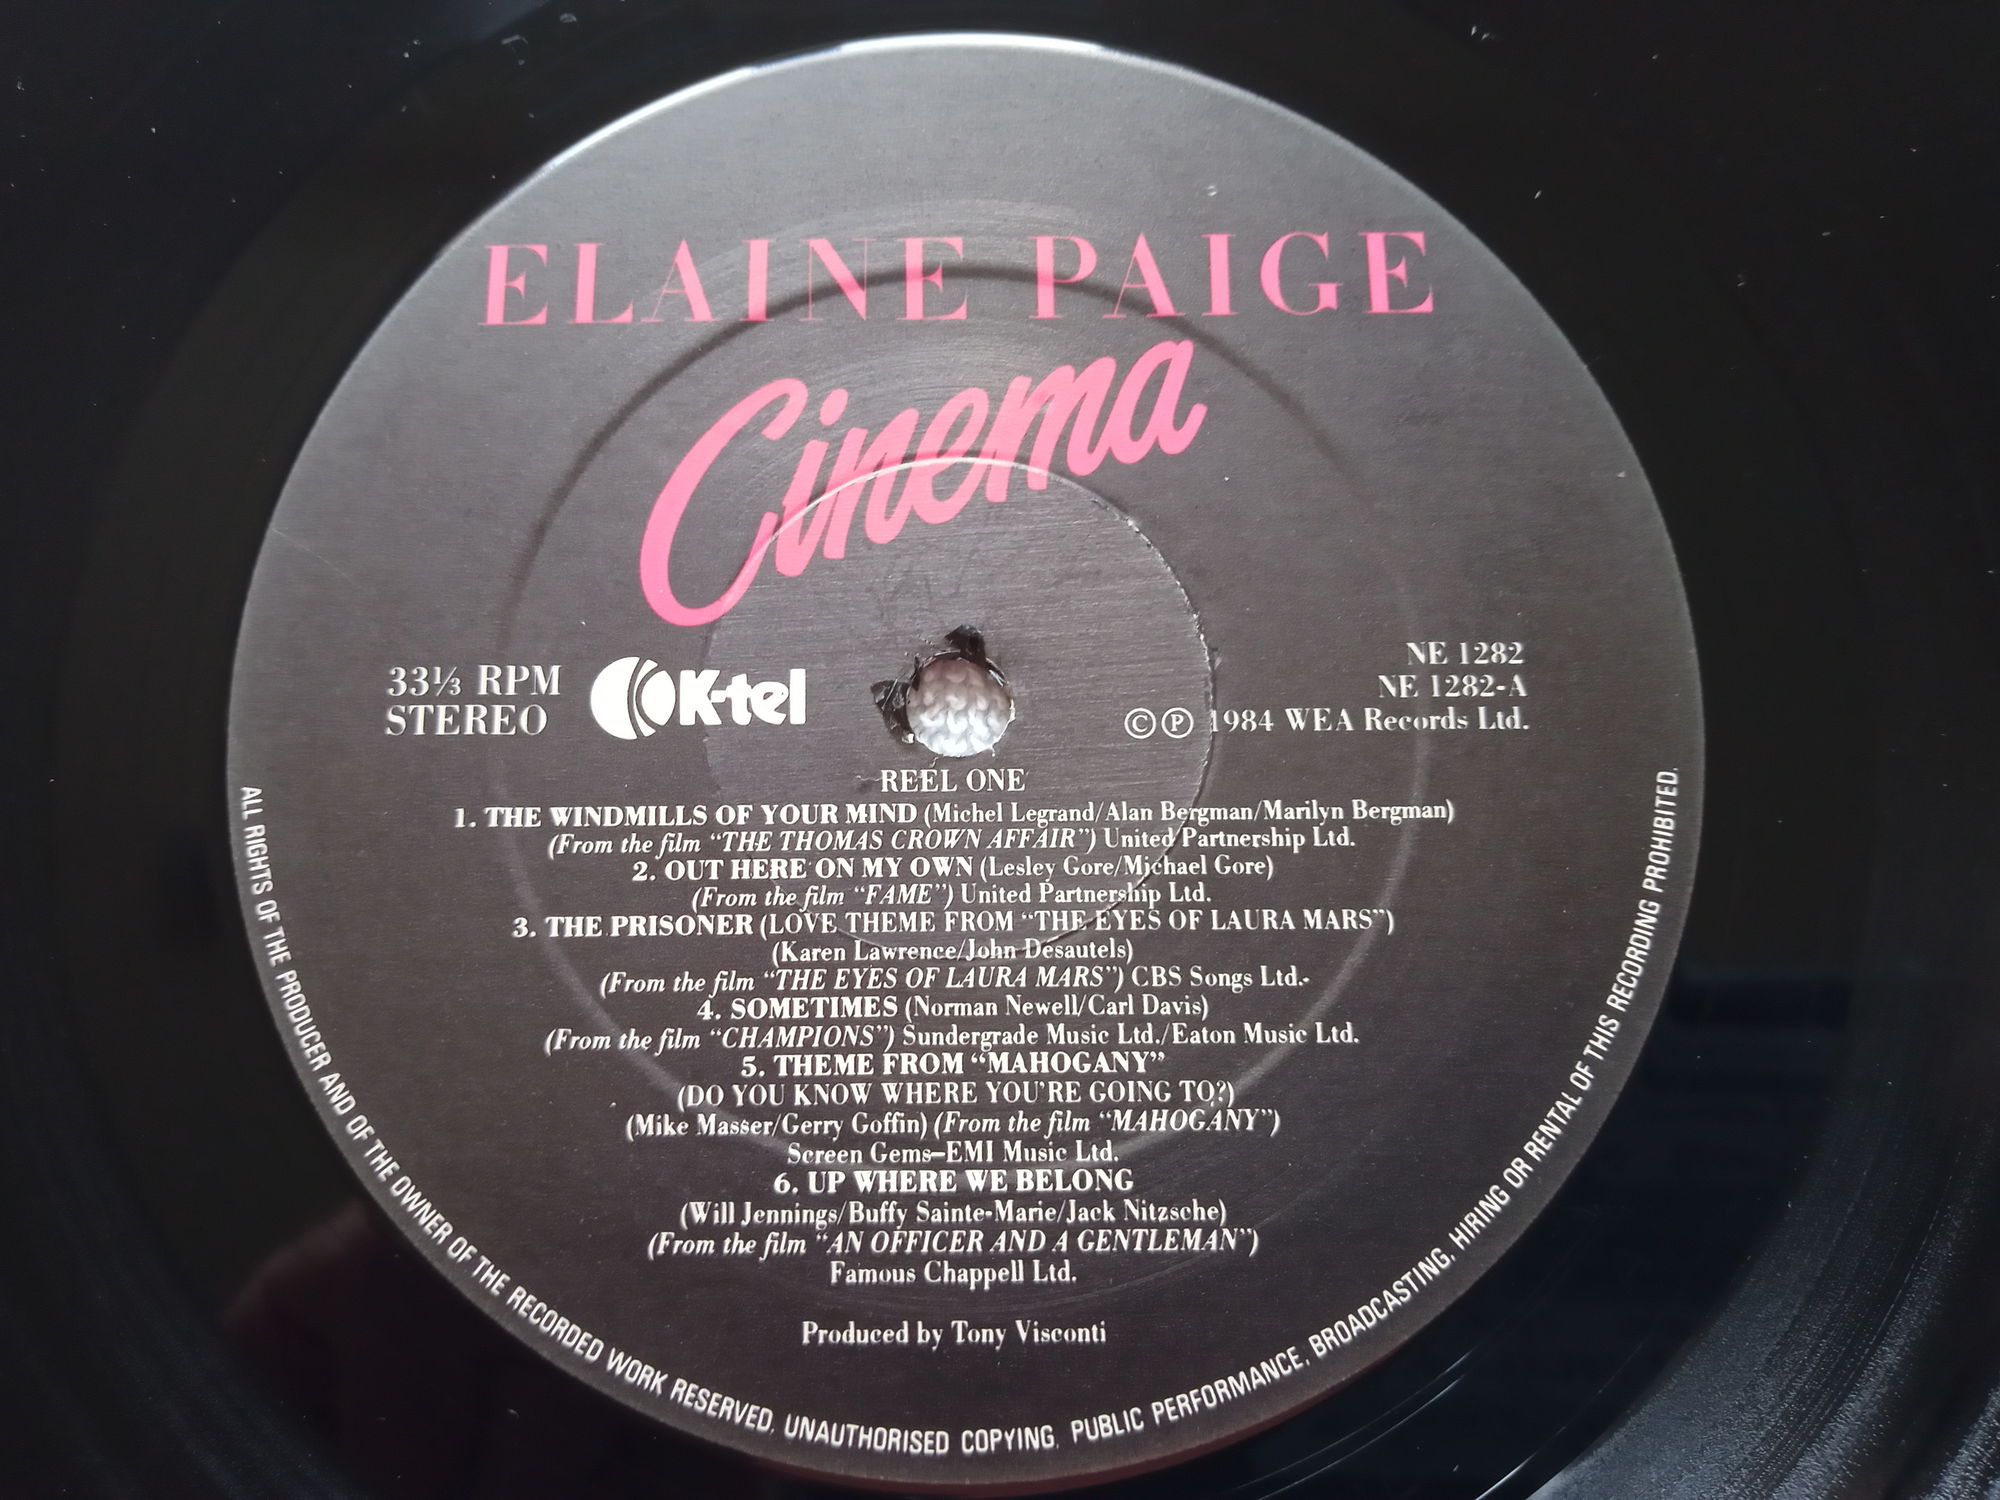 ELAINE PAIGE
Cinema
33⅓ RPM
STEREO
K-tel
NE 1282
NE 1282-A
©℗ 1984 WEA Records Ltd.
REEL ONE
1. THE WINDMILLS OF YOUR MIND (Michel Legrand/Alan Bergman/Marilyn Bergman)
(From the film “THE THOMAS CROWN AFFAIR”) United Partnership Ltd.
2. OUT HERE ON MY OWN (Lesley Gore/Michael Gore)
(From the film “FAME”) United Partnership Ltd.
3. THE PRISONER (LOVE THEME FROM “THE EYES OF LAURA MARS”)
(Karen Lawrence/John Desautels)
(From the film “THE EYES OF LAURA MARS”) CBS Songs Ltd.
4. SOMETIMES (Norman Newell/Carl Davis)
(From the film “CHAMPIONS”) Sundergrade Music Ltd./Eaton Music Ltd.
5. THEME FROM “MAHOGANY”
(DO YOU KNOW WHERE YOU'RE GOING TO?)
(Mike Masser/Gerry Goffin) (From the film “MAHOGANY”)
Screen Gems–EMI Music Ltd.
6. UP WHERE WE BELONG
(Will Jennings/Buffy Sainte-Marie/Jack Nitzsche)
(From the film “AN OFFICER AND A GENTLEMAN”)
Famous Chappell Ltd.
Produced by Tony Visconti
ALL RIGHTS OF THE PRODUCER AND OF THE OWNER OF THE RECORDED WORK RESERVED. UNAUTHORISED COPYING. PUBLIC PERFORMANCE, BROADCASTING, HIRING OR RENTAL OF THIS RECORDING PROHIBITED.